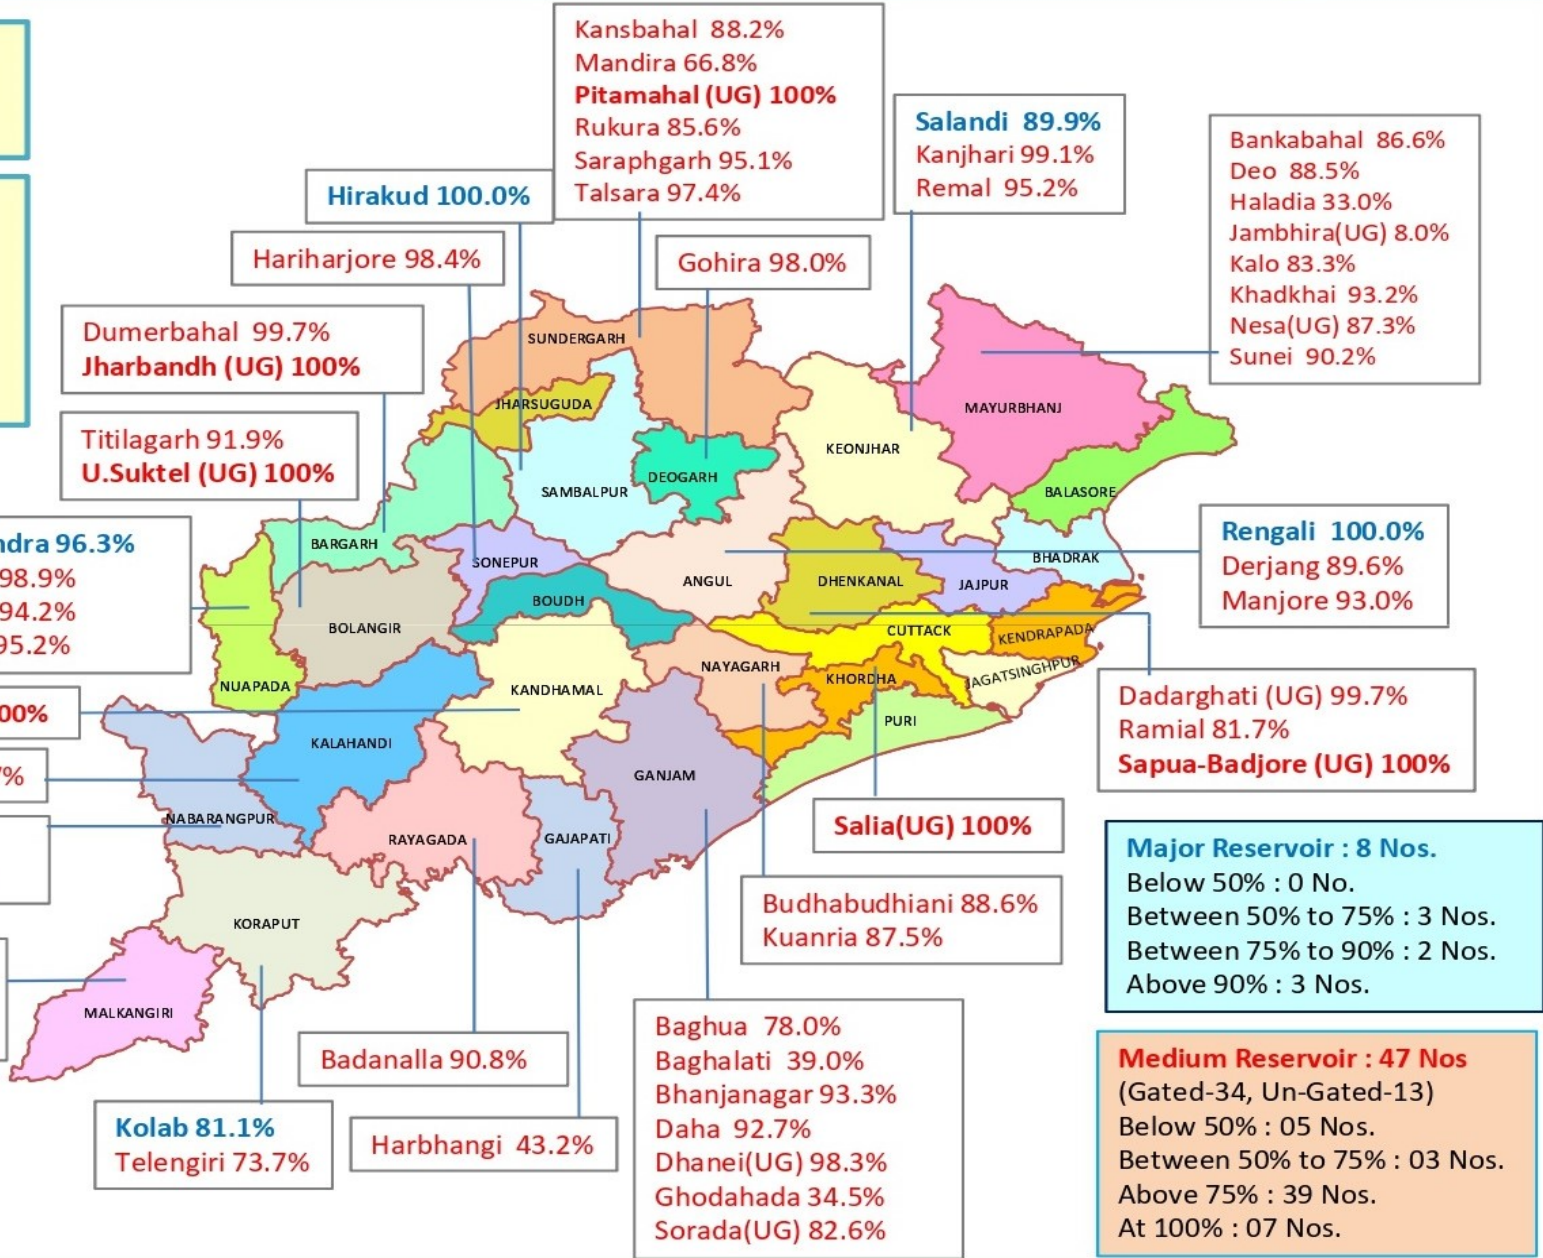 Kansbahal 88.2%
Mandira 66.8%
Pitamahal (UG) 100%
Rukura 85.6%
Saraphgarh 95.1%
Talsara 97.4%
Salandi 89.9%
Kanjhari 99.1%
Remal 95.2%
Bankabahal 86.6%
Deo 88.5%
Haladia 33.0%
Jambhira(UG) 8.0%
Kalo 83.3%
Khadkhai 93.2%
Nesa(UG) 87.3%
Sunei 90.2%
Hirakud 100.0%
Hariharjore 98.4%
Gohira 98.0%
Dumerbahal 99.7%
Jharbandh (UG) 100%
Titilagarh 91.9%
U.Suktel (UG) 100%
ndra 96.3%
98.9%
94.2%
95.2%
00%
%
SUNDERGARH
JHARSUGUDA
SAMBALPUR
DEOGARH
KEONJHAR
MAYURBHANJ
BALASORE
BHADRAK
BARGARH
SONEPUR
BOUDH
ANGUL
DHENKANAL
JAJPUR
BOLANGIR
CUTTACK
KENDRAPADA
JAGATSINGHPUR
NUAPADA
KANDHAMAL
NAYAGARH
KHORDHA
PURI
KALAHANDI
GANJAM
NABARANGPUR
RAYAGADA
GAJAPATI
KORAPUT
MALKANGIRI
Rengali 100.0%
Derjang 89.6%
Manjore 93.0%
Dadarghati (UG) 99.7%
Ramial 81.7%
Sapua-Badjore (UG) 100%
Salia(UG) 100%
Budhabudhiani 88.6%
Kuanria 87.5%
Badanalla 90.8%
Kolab 81.1%
Telengiri 73.7%
Harbhangi 43.2%
Baghua 78.0%
Baghalati 39.0%
Bhanjanagar 93.3%
Daha 92.7%
Dhanei(UG) 98.3%
Ghodahada 34.5%
Sorada(UG) 82.6%
Major Reservoir : 8 Nos.
Below 50% : 0 No.
Between 50% to 75% : 3 Nos.
Between 75% to 90% : 2 Nos.
Above 90% : 3 Nos.
Medium Reservoir : 47 Nos
(Gated-34, Un-Gated-13)
Below 50% : 05 Nos.
Between 50% to 75% : 03 Nos.
Above 75% : 39 Nos.
At 100% : 07 Nos.